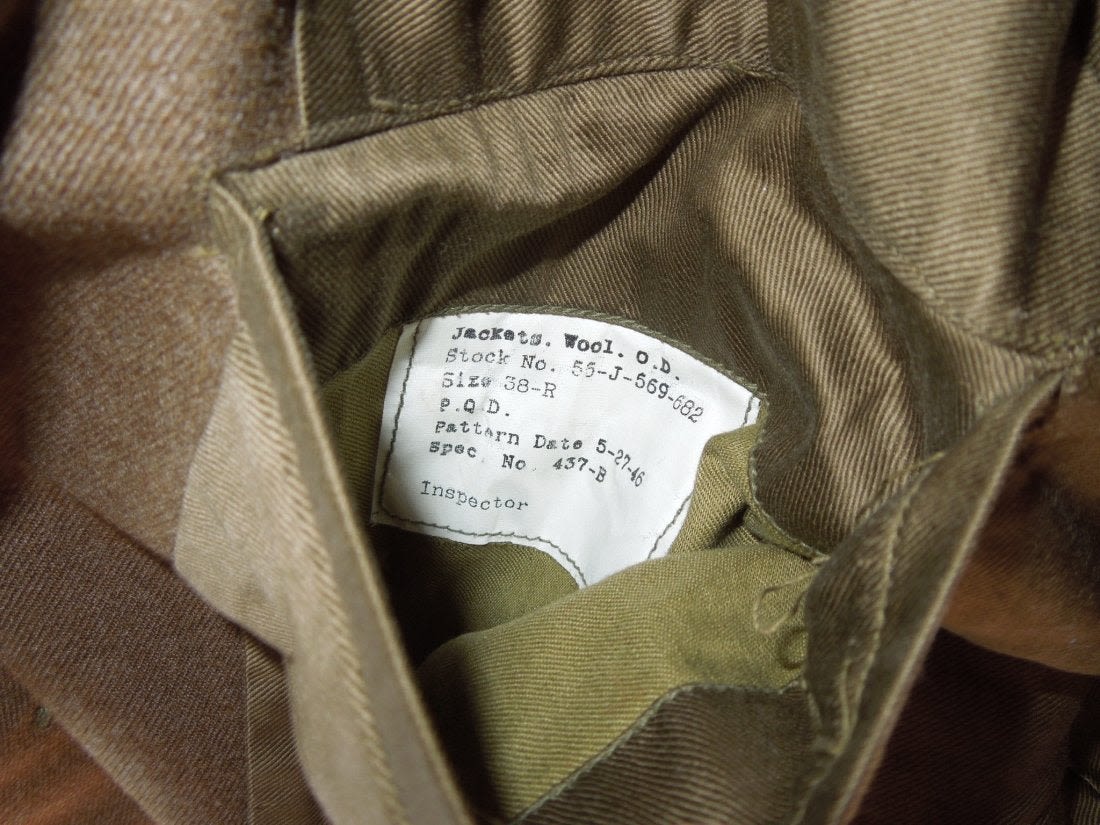 Jackets. Wool. O.D.
Stock No. 55-J-569-682
Size 38-R
P.Q.D.
Pattern Date 5-27-46
Spec. No. 437-B
Inspector